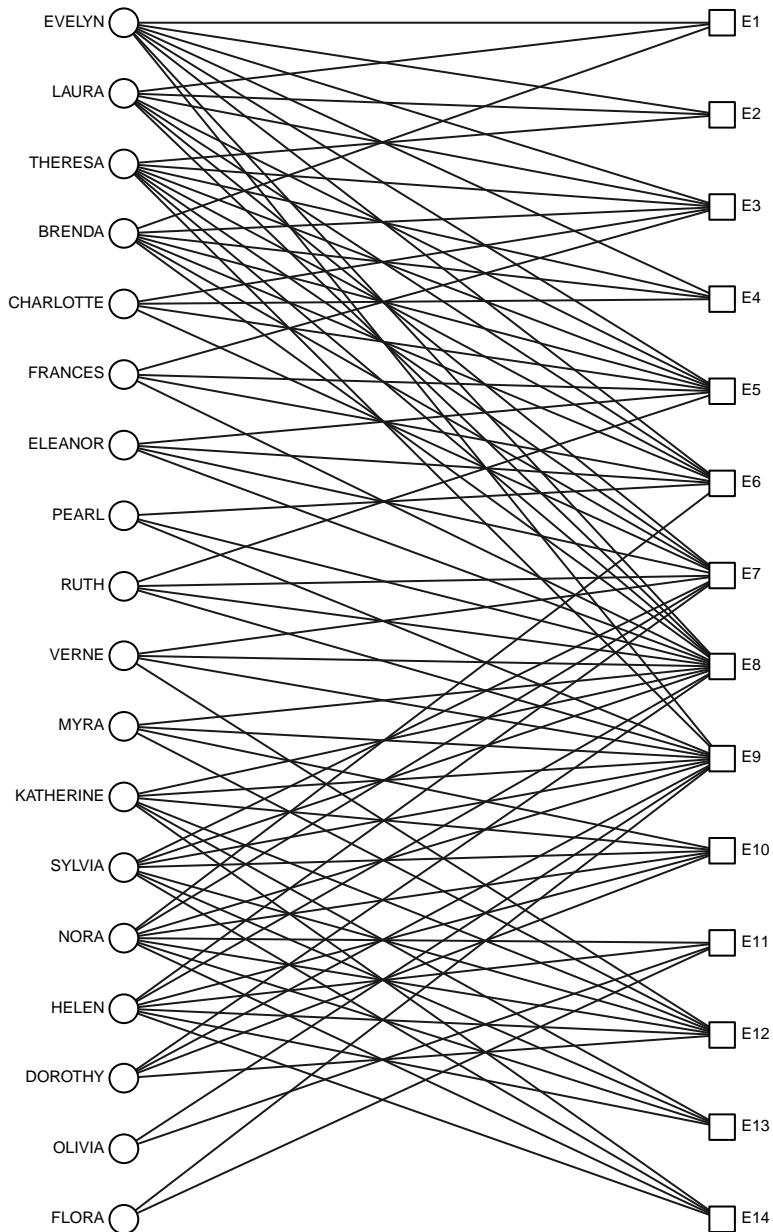 EVELYN
LAURA
THERESA
BRENDA
CHARLOTTE
FRANCES
ELEANOR
PEARL
RUTH
VERNE
MYRA
KATHERINE
SYLVIA
NORA
HELEN
DOROTHY
OLIVIA
FLORA
E1
E2
E3
E4
E5
E6
E7
E8
E9
E10
E11
E12
E13
E14